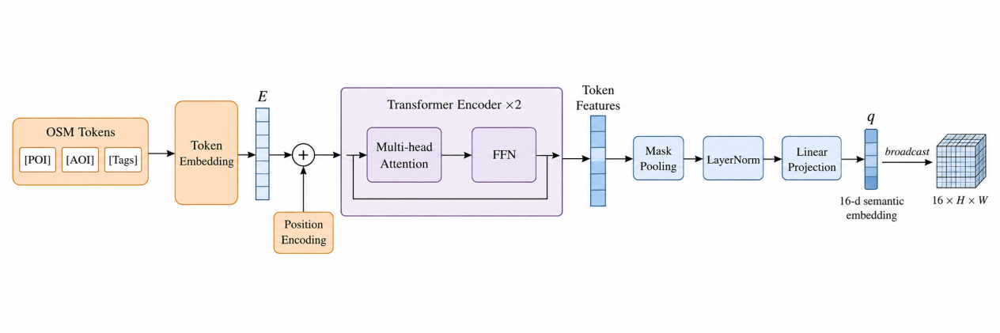 OSM Tokens
[POI] [AOI] [Tags]
Token
Embedding
E
+
Position
Encoding
Transformer Encoder ×2
Multi-head
Attention
FFN
Token
Features
Mask
Pooling
LayerNorm
Linear
Projection
q
16-d semantic
embedding
broadcast
16 × H × W